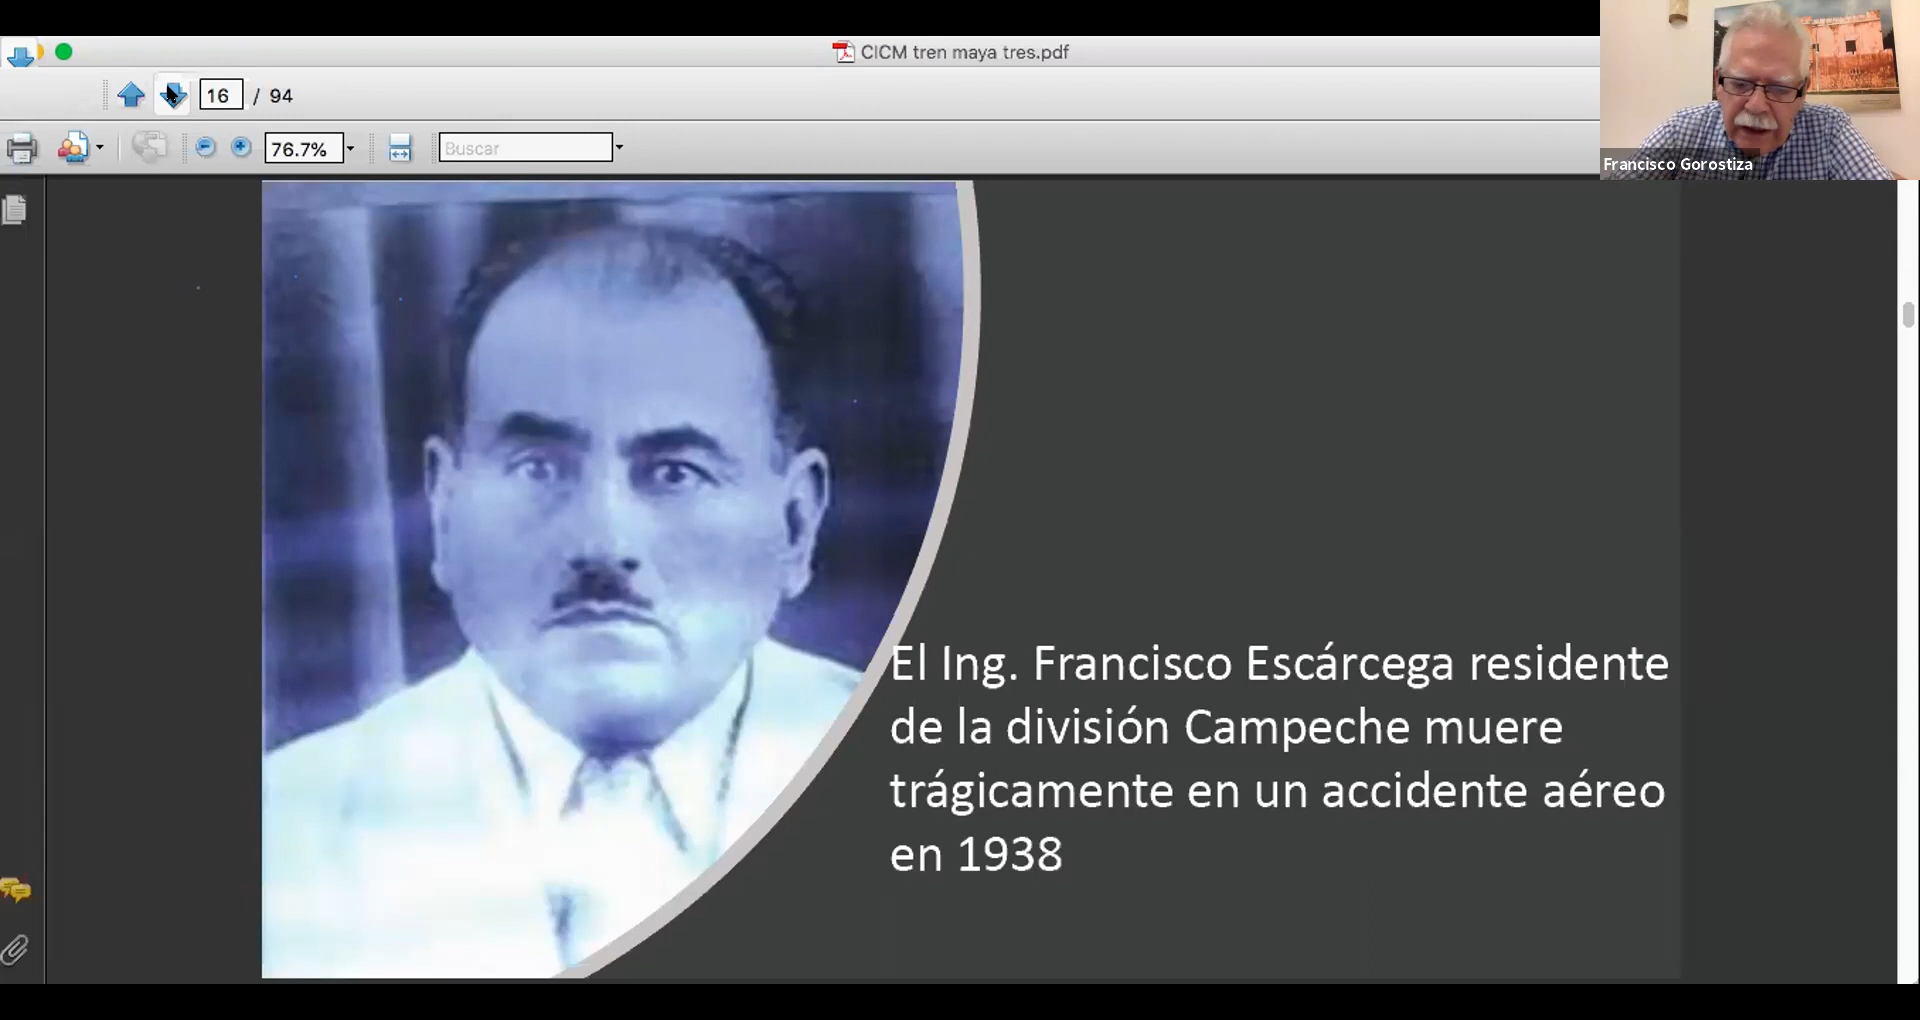 CICM tren maya tres.pdf
16 / 94
76.7%
Buscar
Francisco Gorostiza
El Ing. Francisco Escárcega residente
de la división Campeche muere
trágicamente en un accidente aéreo
en 1938